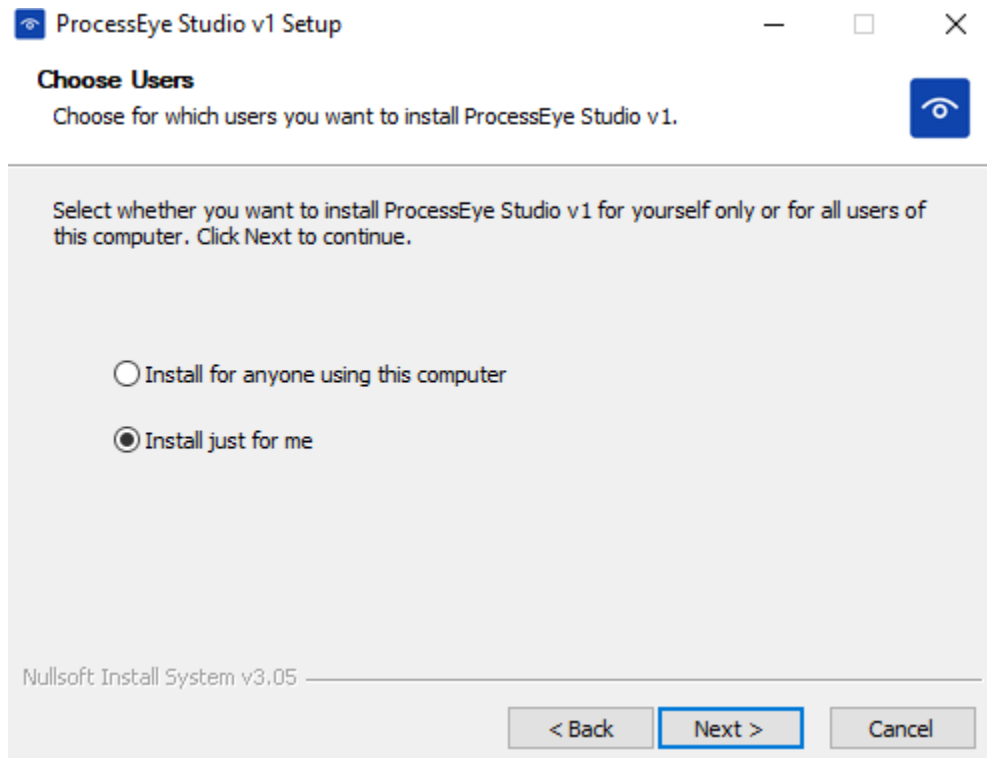 ProcessEye Studio v1 Setup
Choose Users
Choose for which users you want to install ProcessEye Studio v1.
Select whether you want to install ProcessEye Studio v1 for yourself only or for all users of
this computer. Click Next to continue.
Install for anyone using this computer
Install just for me
Nullsoft Install System v3.05
< Back
Next >
Cancel